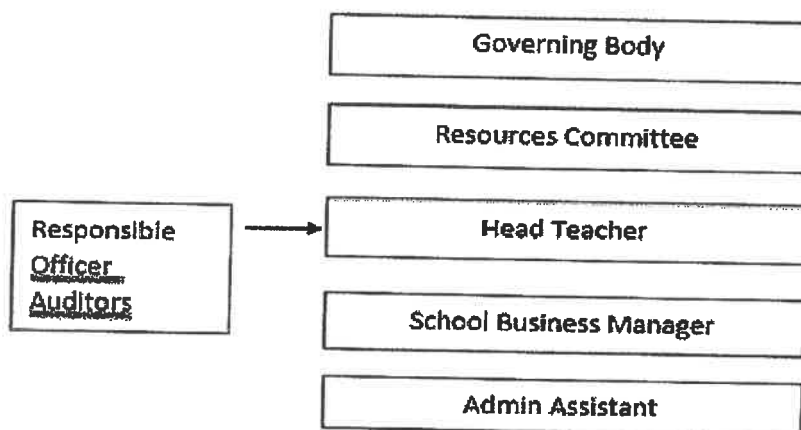 Governing Body
Resources Committee
Responsible
Officer
Auditors
Head Teacher
School Business Manager
Admin Assistant